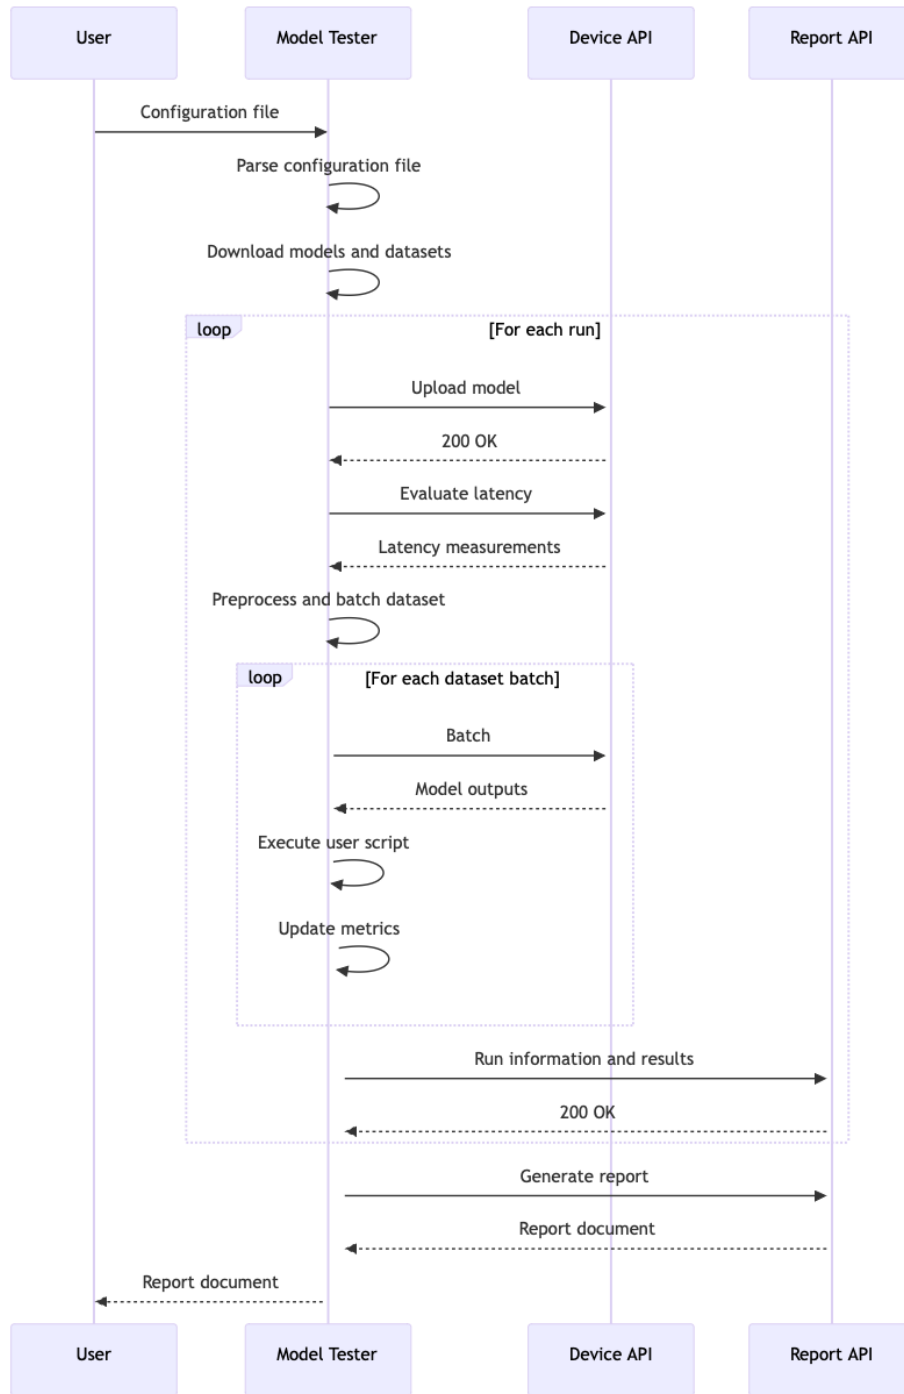 User
Model Tester
Device API
Report API
Configuration file
Parse configuration file
Download models and datasets
loop
[For each run]
Upload model
200 OK
Evaluate latency
Latency measurements
Preprocess and batch dataset
loop
[For each dataset batch]
Batch
Model outputs
Execute user script
Update metrics
Run information and results
200 OK
Generate report
Report document
Report document
User
Model Tester
Device API
Report API